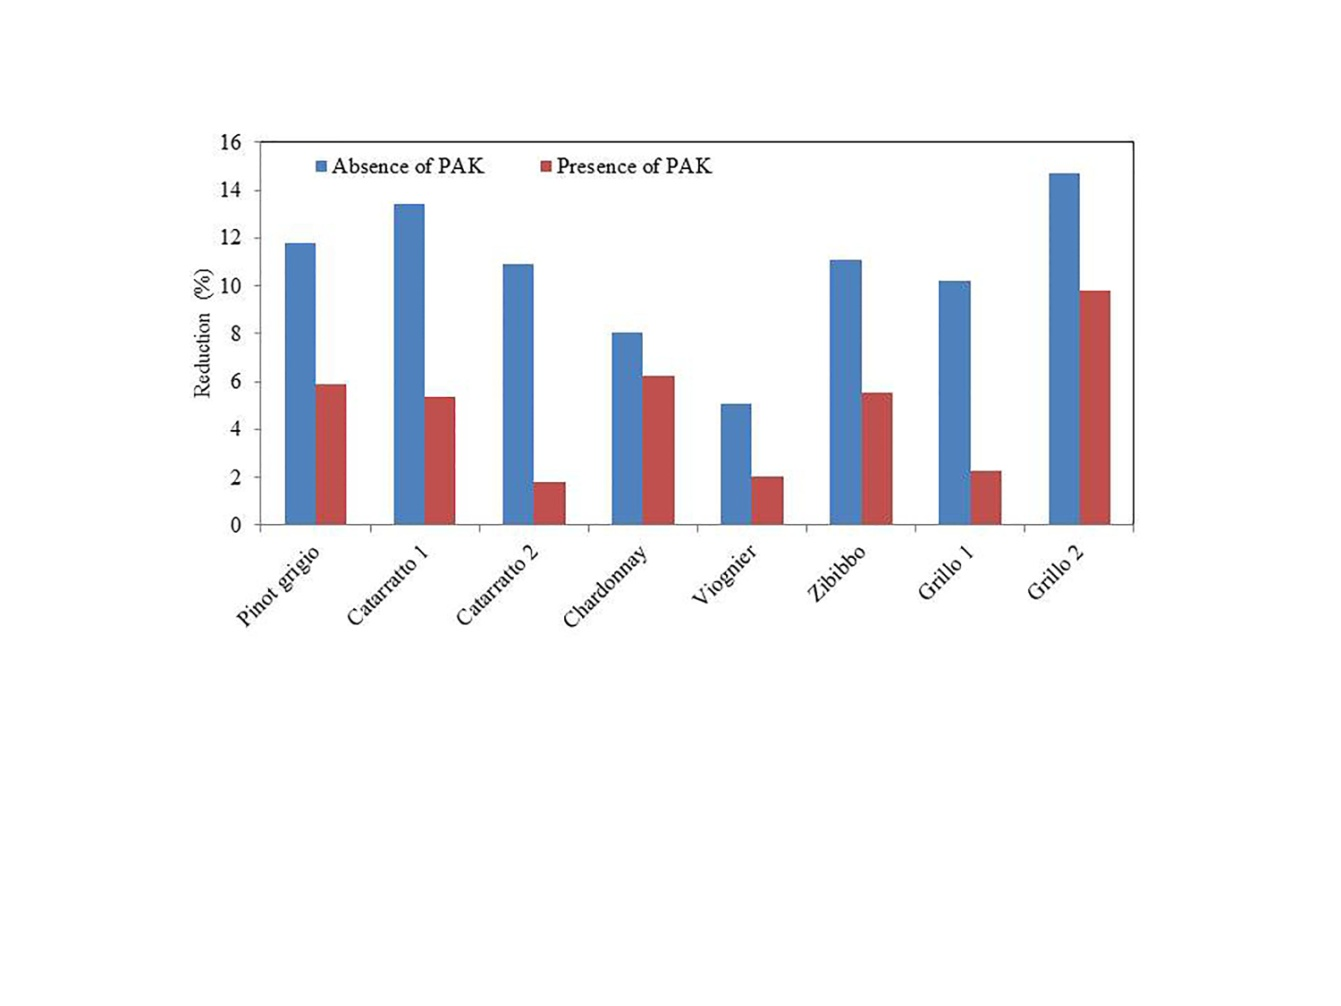 16
Absence of PAK
Presence of PAK
14
12
10
8
6
4
2
0
Reduction (%)
Pinot grigio
Catarratto 1
Catarratto 2
Chardonnay
Viognier
Zibibbo
Grillo 1
Grillo 2